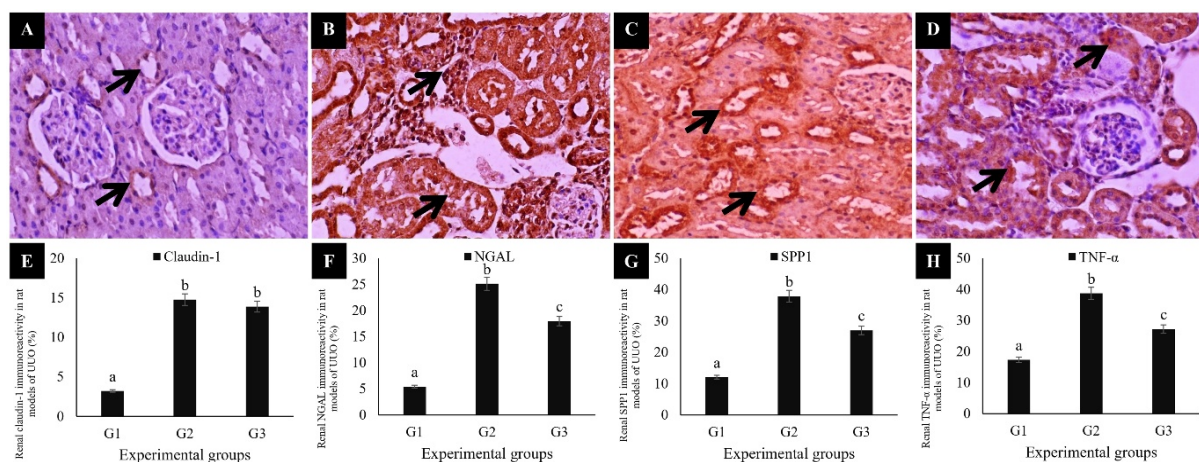 A
B
C
D
E
Claudin-1
20
15
10
5
0
a
b
b
G1
G2
G3
Experimental groups
Renal claudin-1 immunoreactivity in rat
models of UUO (%)
F
NGAL
30
25
20
15
10
5
0
a
b
c
G1
G2
G3
Experimental groups
Renal NGAL immunoreactivity in rat
models of UUO (%)
G
SPP1
50
40
30
20
10
0
a
b
c
G1
G2
G3
Experimental groups
Renal SPP1 immunoreactivity in rat
models of UUO (%)
H
TNF-α
50
40
30
20
10
0
a
b
c
G1
G2
G3
Experimental groups
Renal TNF-α immunoreactivity in rat
models of UUO (%)